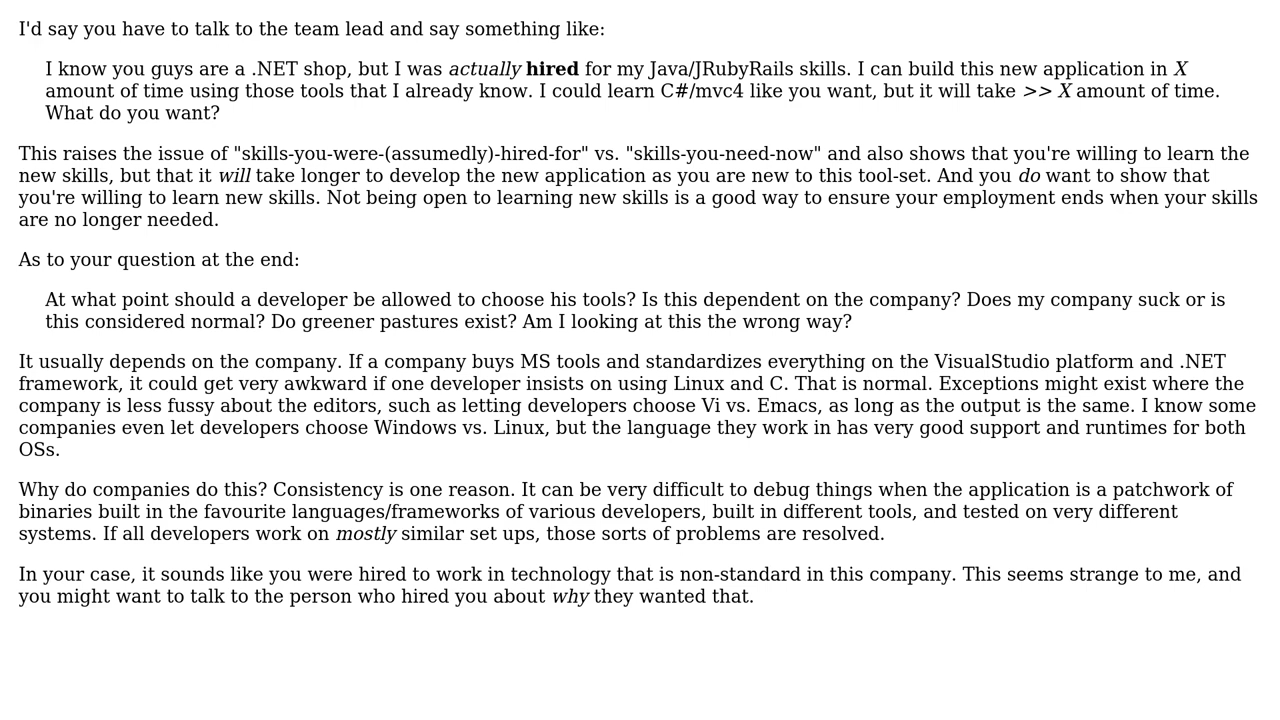 I'd say you have to talk to the team lead and say something like:
I know you guys are a .NET shop, but I was actually hired for my Java/JRubyRails skills. I can build this new application in X
amount of time using those tools that I already know. I could learn C#/mvc4 like you want, but it will take >> X amount of time.
What do you want?
This raises the issue of "skills-you-were-(assumedly)-hired-for" vs. "skills-you-need-now" and also shows that you're willing to learn the
new skills, but that it will take longer to develop the new application as you are new to this tool-set. And you do want to show that
you're willing to learn new skills. Not being open to learning new skills is a good way to ensure your employment ends when your skills
are no longer needed.
As to your question at the end:
At what point should a developer be allowed to choose his tools? Is this dependent on the company? Does my company suck or is
this considered normal? Do greener pastures exist? Am I looking at this the wrong way?
It usually depends on the company. If a company buys MS tools and standardizes everything on the VisualStudio platform and .NET
framework, it could get very awkward if one developer insists on using Linux and C. That is normal. Exceptions might exist where the
company is less fussy about the editors, such as letting developers choose Vi vs. Emacs, as long as the output is the same. I know some
companies even let developers choose Windows vs. Linux, but the language they work in has very good support and runtimes for both
OSs.
Why do companies do this? Consistency is one reason. It can be very difficult to debug things when the application is a patchwork of
binaries built in the favourite languages/frameworks of various developers, built in different tools, and tested on very different
systems. If all developers work on mostly similar set ups, those sorts of problems are resolved.
In your case, it sounds like you were hired to work in technology that is non-standard in this company. This seems strange to me, and
you might want to talk to the person who hired you about why they wanted that.